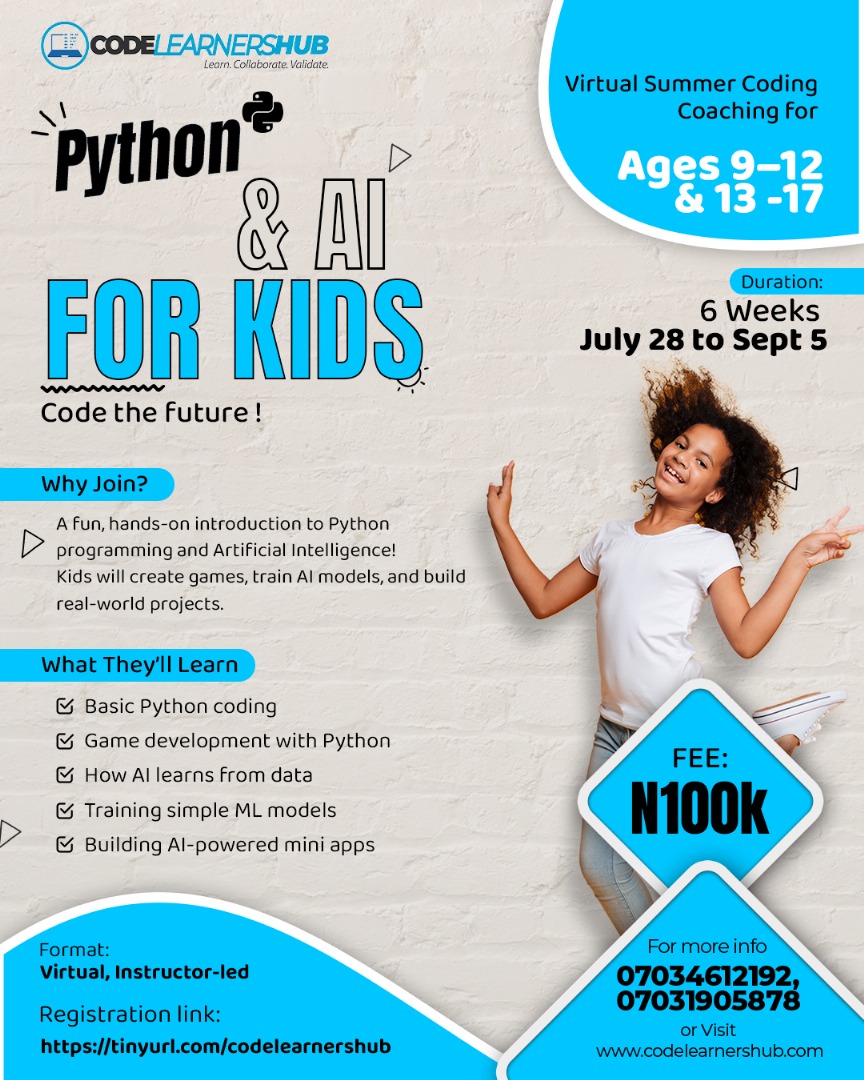 CODELEARNERSHUB
Learn. Collaborate. Validate.
Python
& AI
FOR KIDS
Code the future !
Virtual Summer Coding
Coaching for
Ages 9–12
& 13 -17
Duration:
6 Weeks
July 28 to Sept 5
Why Join?
A fun, hands-on introduction to Python
programming and Artificial Intelligence!
Kids will create games, train AI models, and build
real-world projects.
What They'll Learn
Basic Python coding
Game development with Python
How AI learns from data
Training simple ML models
Building AI-powered mini apps
FEE:
N100k
Format:
Virtual, Instructor-led
Registration link:
https://tinyurl.com/codelearnershub
For more info
07034612192,
07031905878
or Visit
www.codelearnershub.com